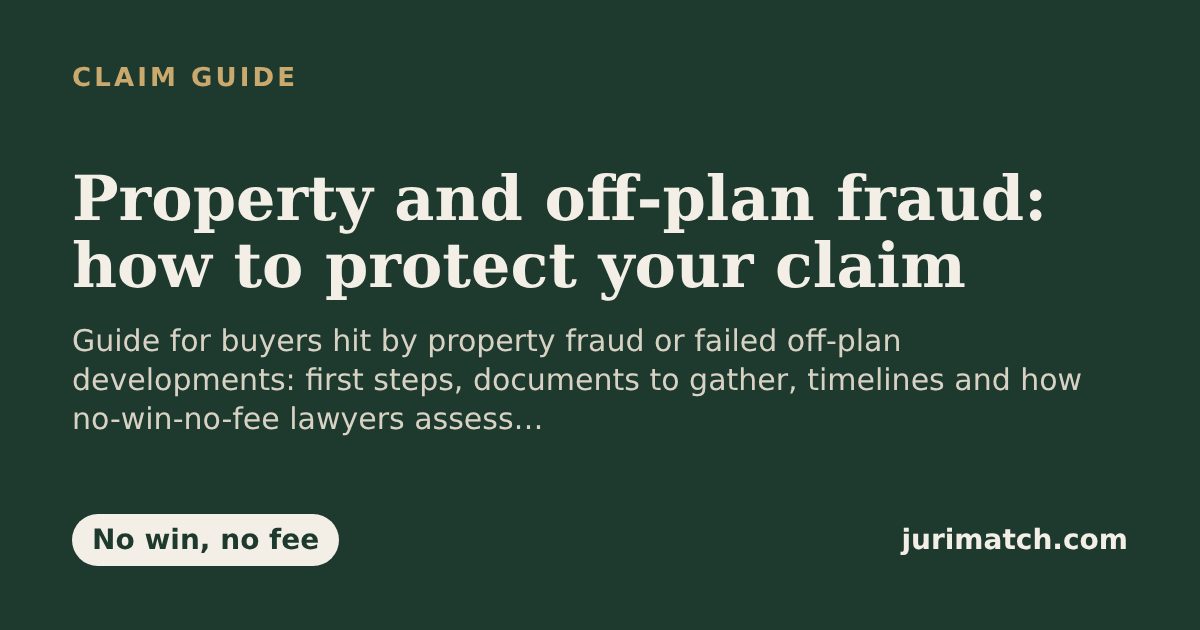 CLAIM GUIDE
Property and off-plan fraud:
how to protect your claim
Guide for buyers hit by property fraud or failed off-plan
developments: first steps, documents to gather, timelines and how
no-win-no-fee lawyers assess…
No win, no fee
jurimatch.com